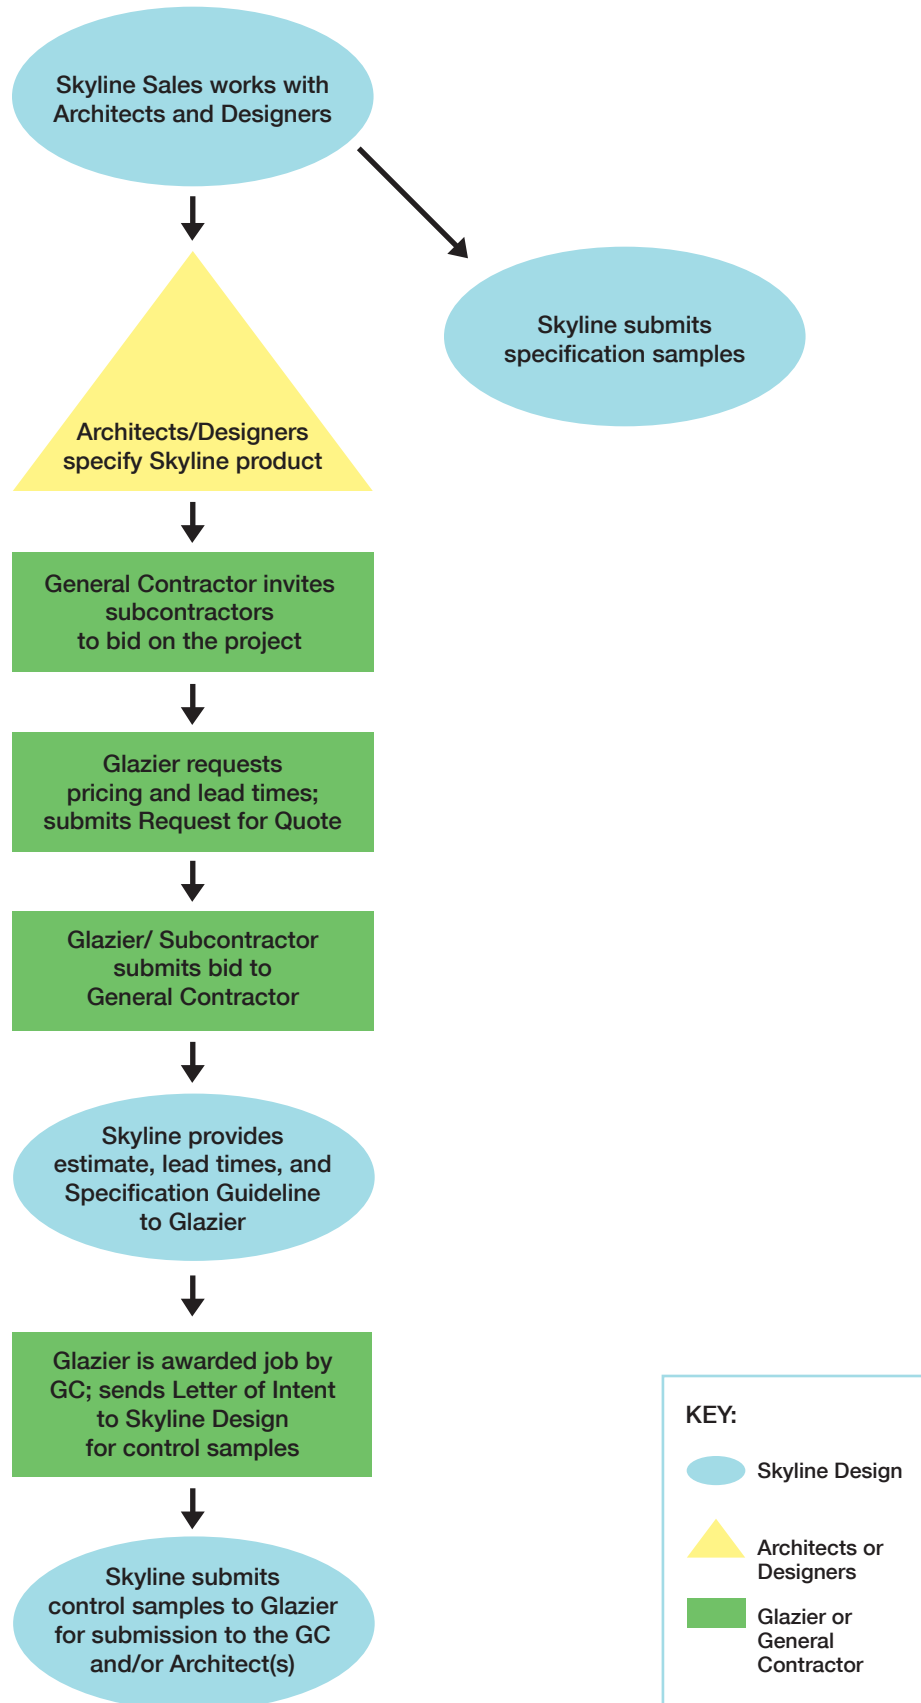 Skyline Sales works with
Architects and Designers
Skyline submits
specification samples
Architects/Designers
specify Skyline product
General Contractor invites
subcontractors
to bid on the project
Glazier requests
pricing and lead times;
submits Request for Quote
Glazier/ Subcontractor
submits bid to
General Contractor
Skyline provides
estimate, lead times, and
Specification Guideline
to Glazier
Glazier is awarded job by
GC; sends Letter of Intent
to Skyline Design
for control samples
Skyline submits
control samples to Glazier
for submission to the GC
and/or Architect(s)
KEY:
Skyline Design
Architects or
Designers
Glazier or
General
Contractor